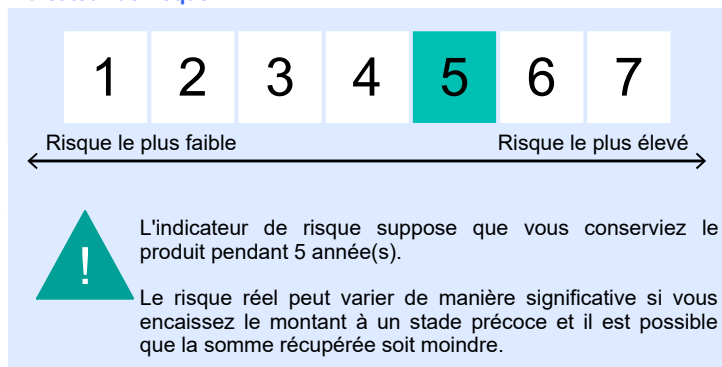 1 2 3 4 5 6 7
Risque le plus faible Risque le plus élevé
!
L'indicateur de risque suppose que vous conserviez le
produit pendant 5 année(s).
Le risque réel peut varier de manière significative si vous
encaissez le montant à un stade précoce et il est possible
que la somme récupérée soit moindre.